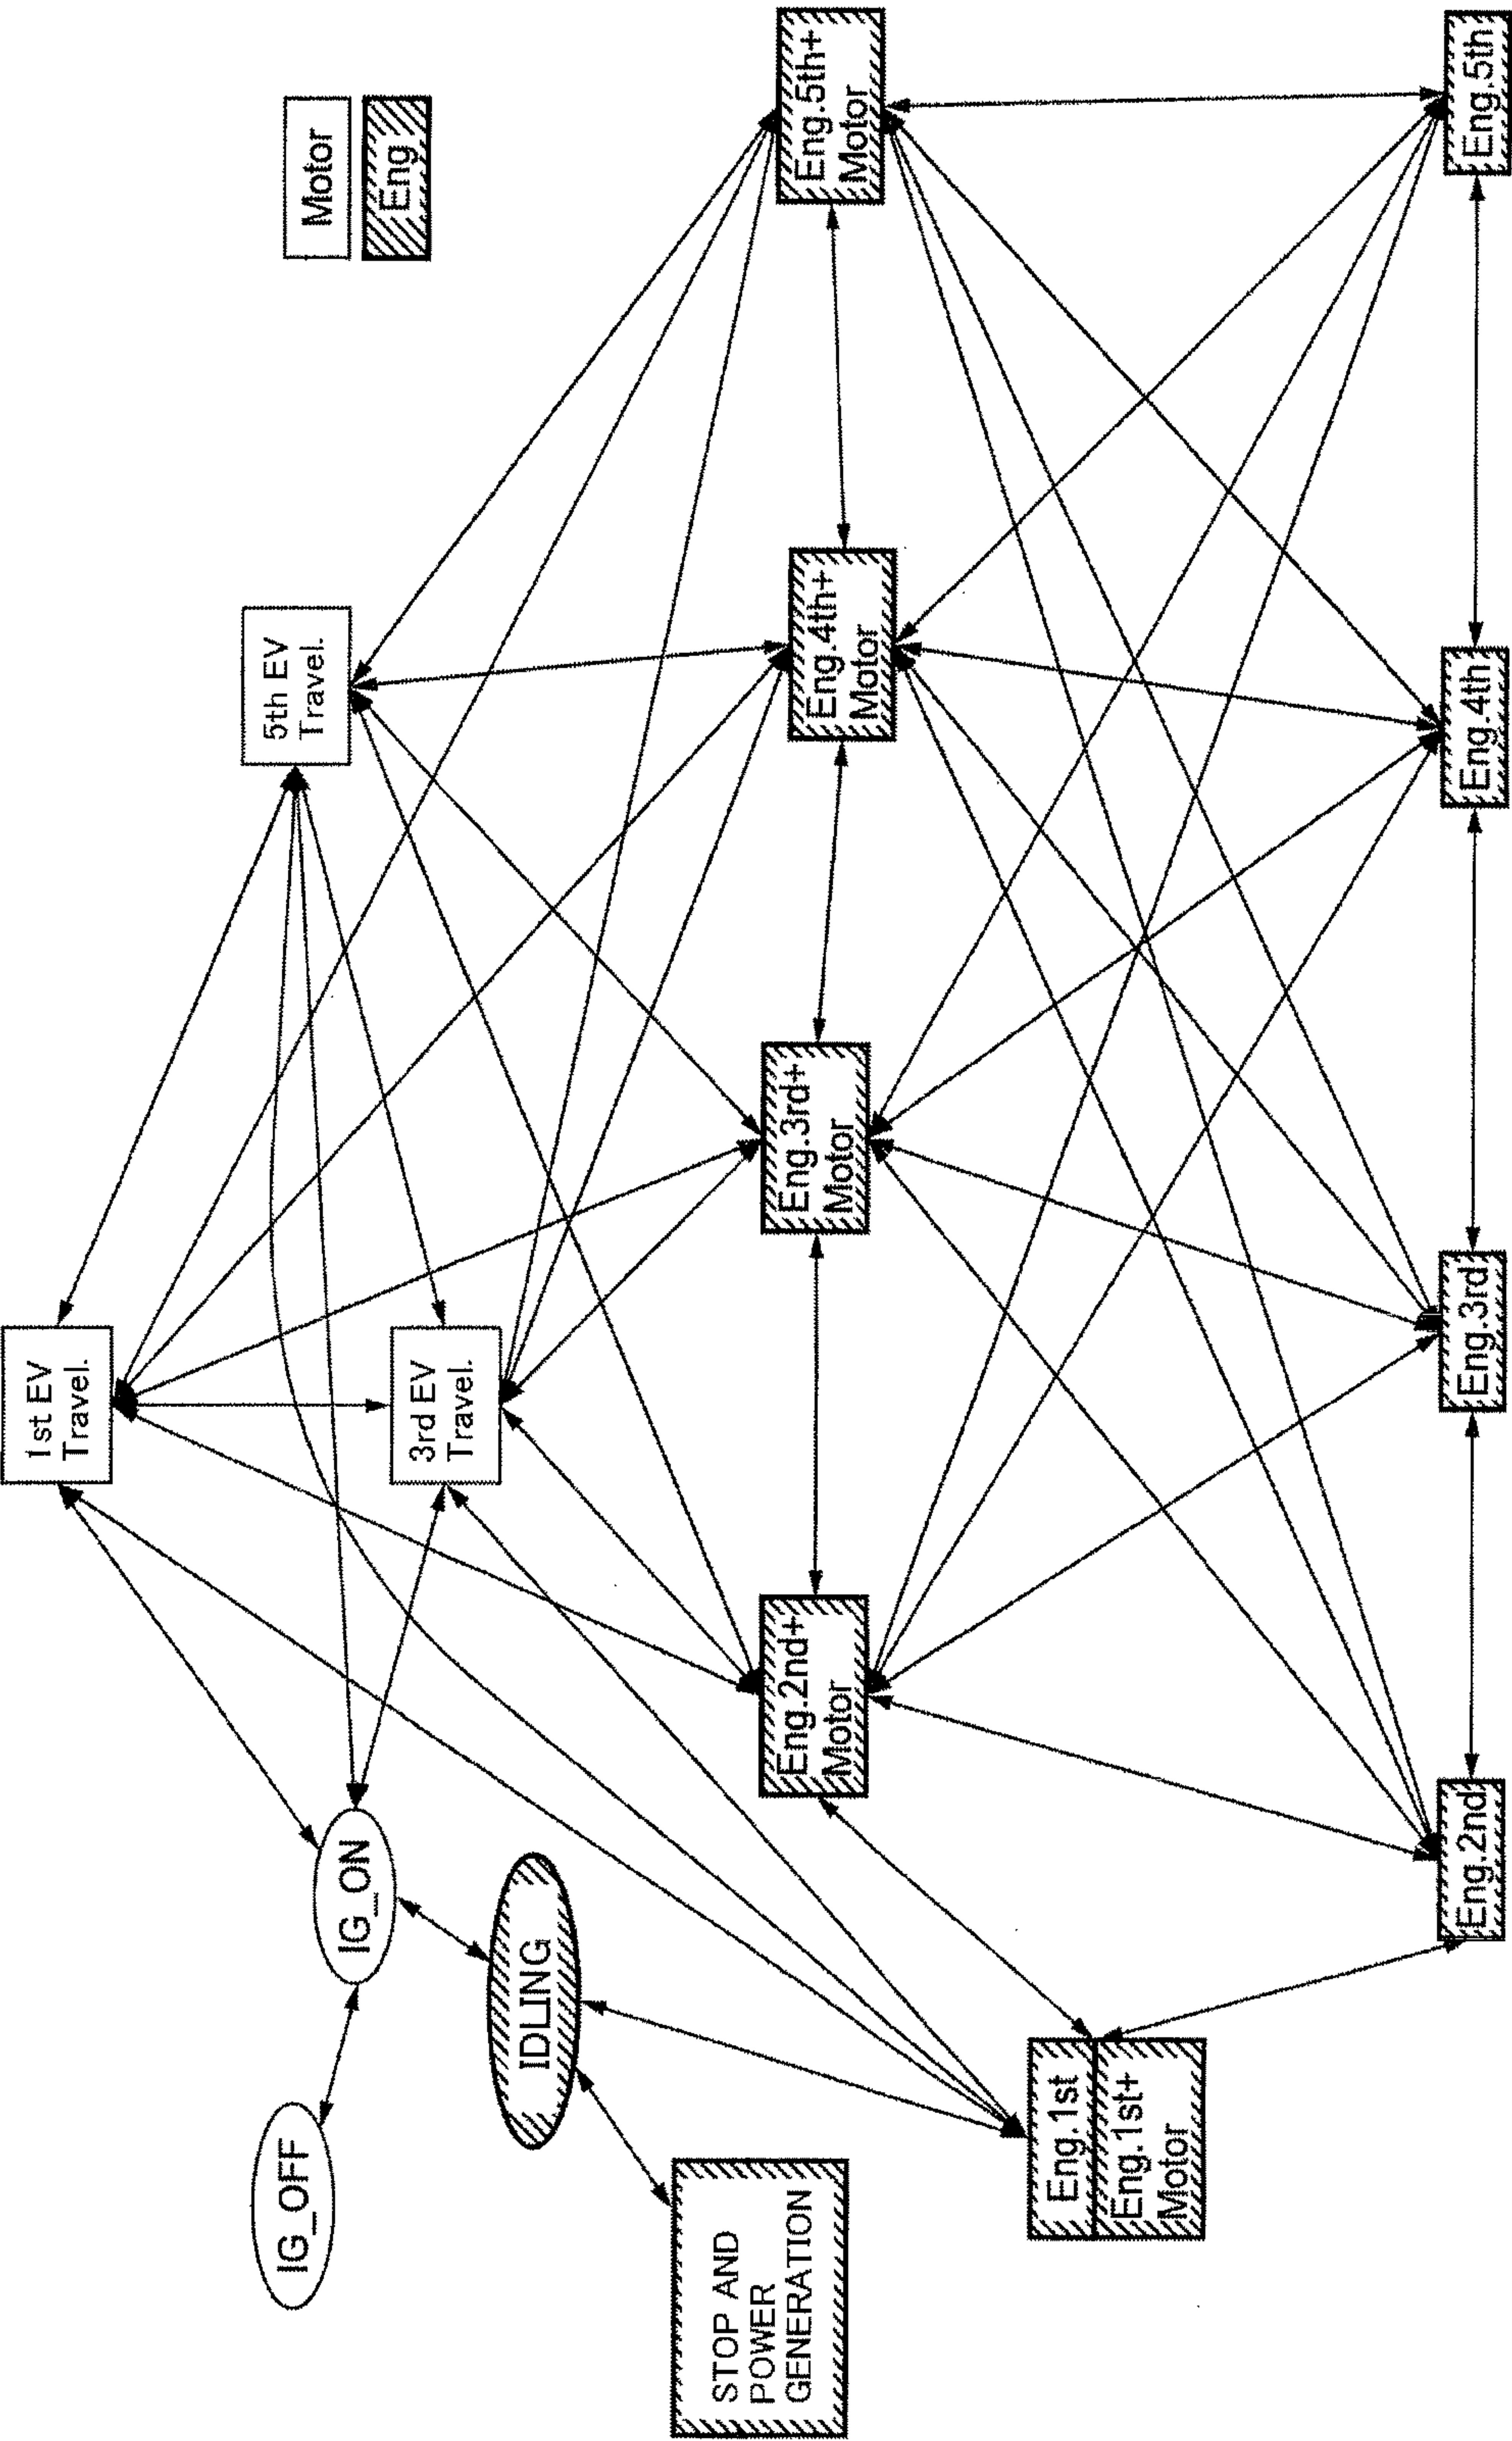 1st EV
Travel.
5th EV
Travel.
Motor
Eng
IG_OFF
IG_ON
3rd EV
Travel.
IDLING
STOP AND
POWER
GENERATION
Eng.2nd+
Motor
Eng.3rd+
Motor
Eng.4th+
Motor
Eng.5th+
Motor
Eng.1st
Eng.1st+
Motor
Eng.2nd
Eng.3rd
Eng.4th
Eng.5th